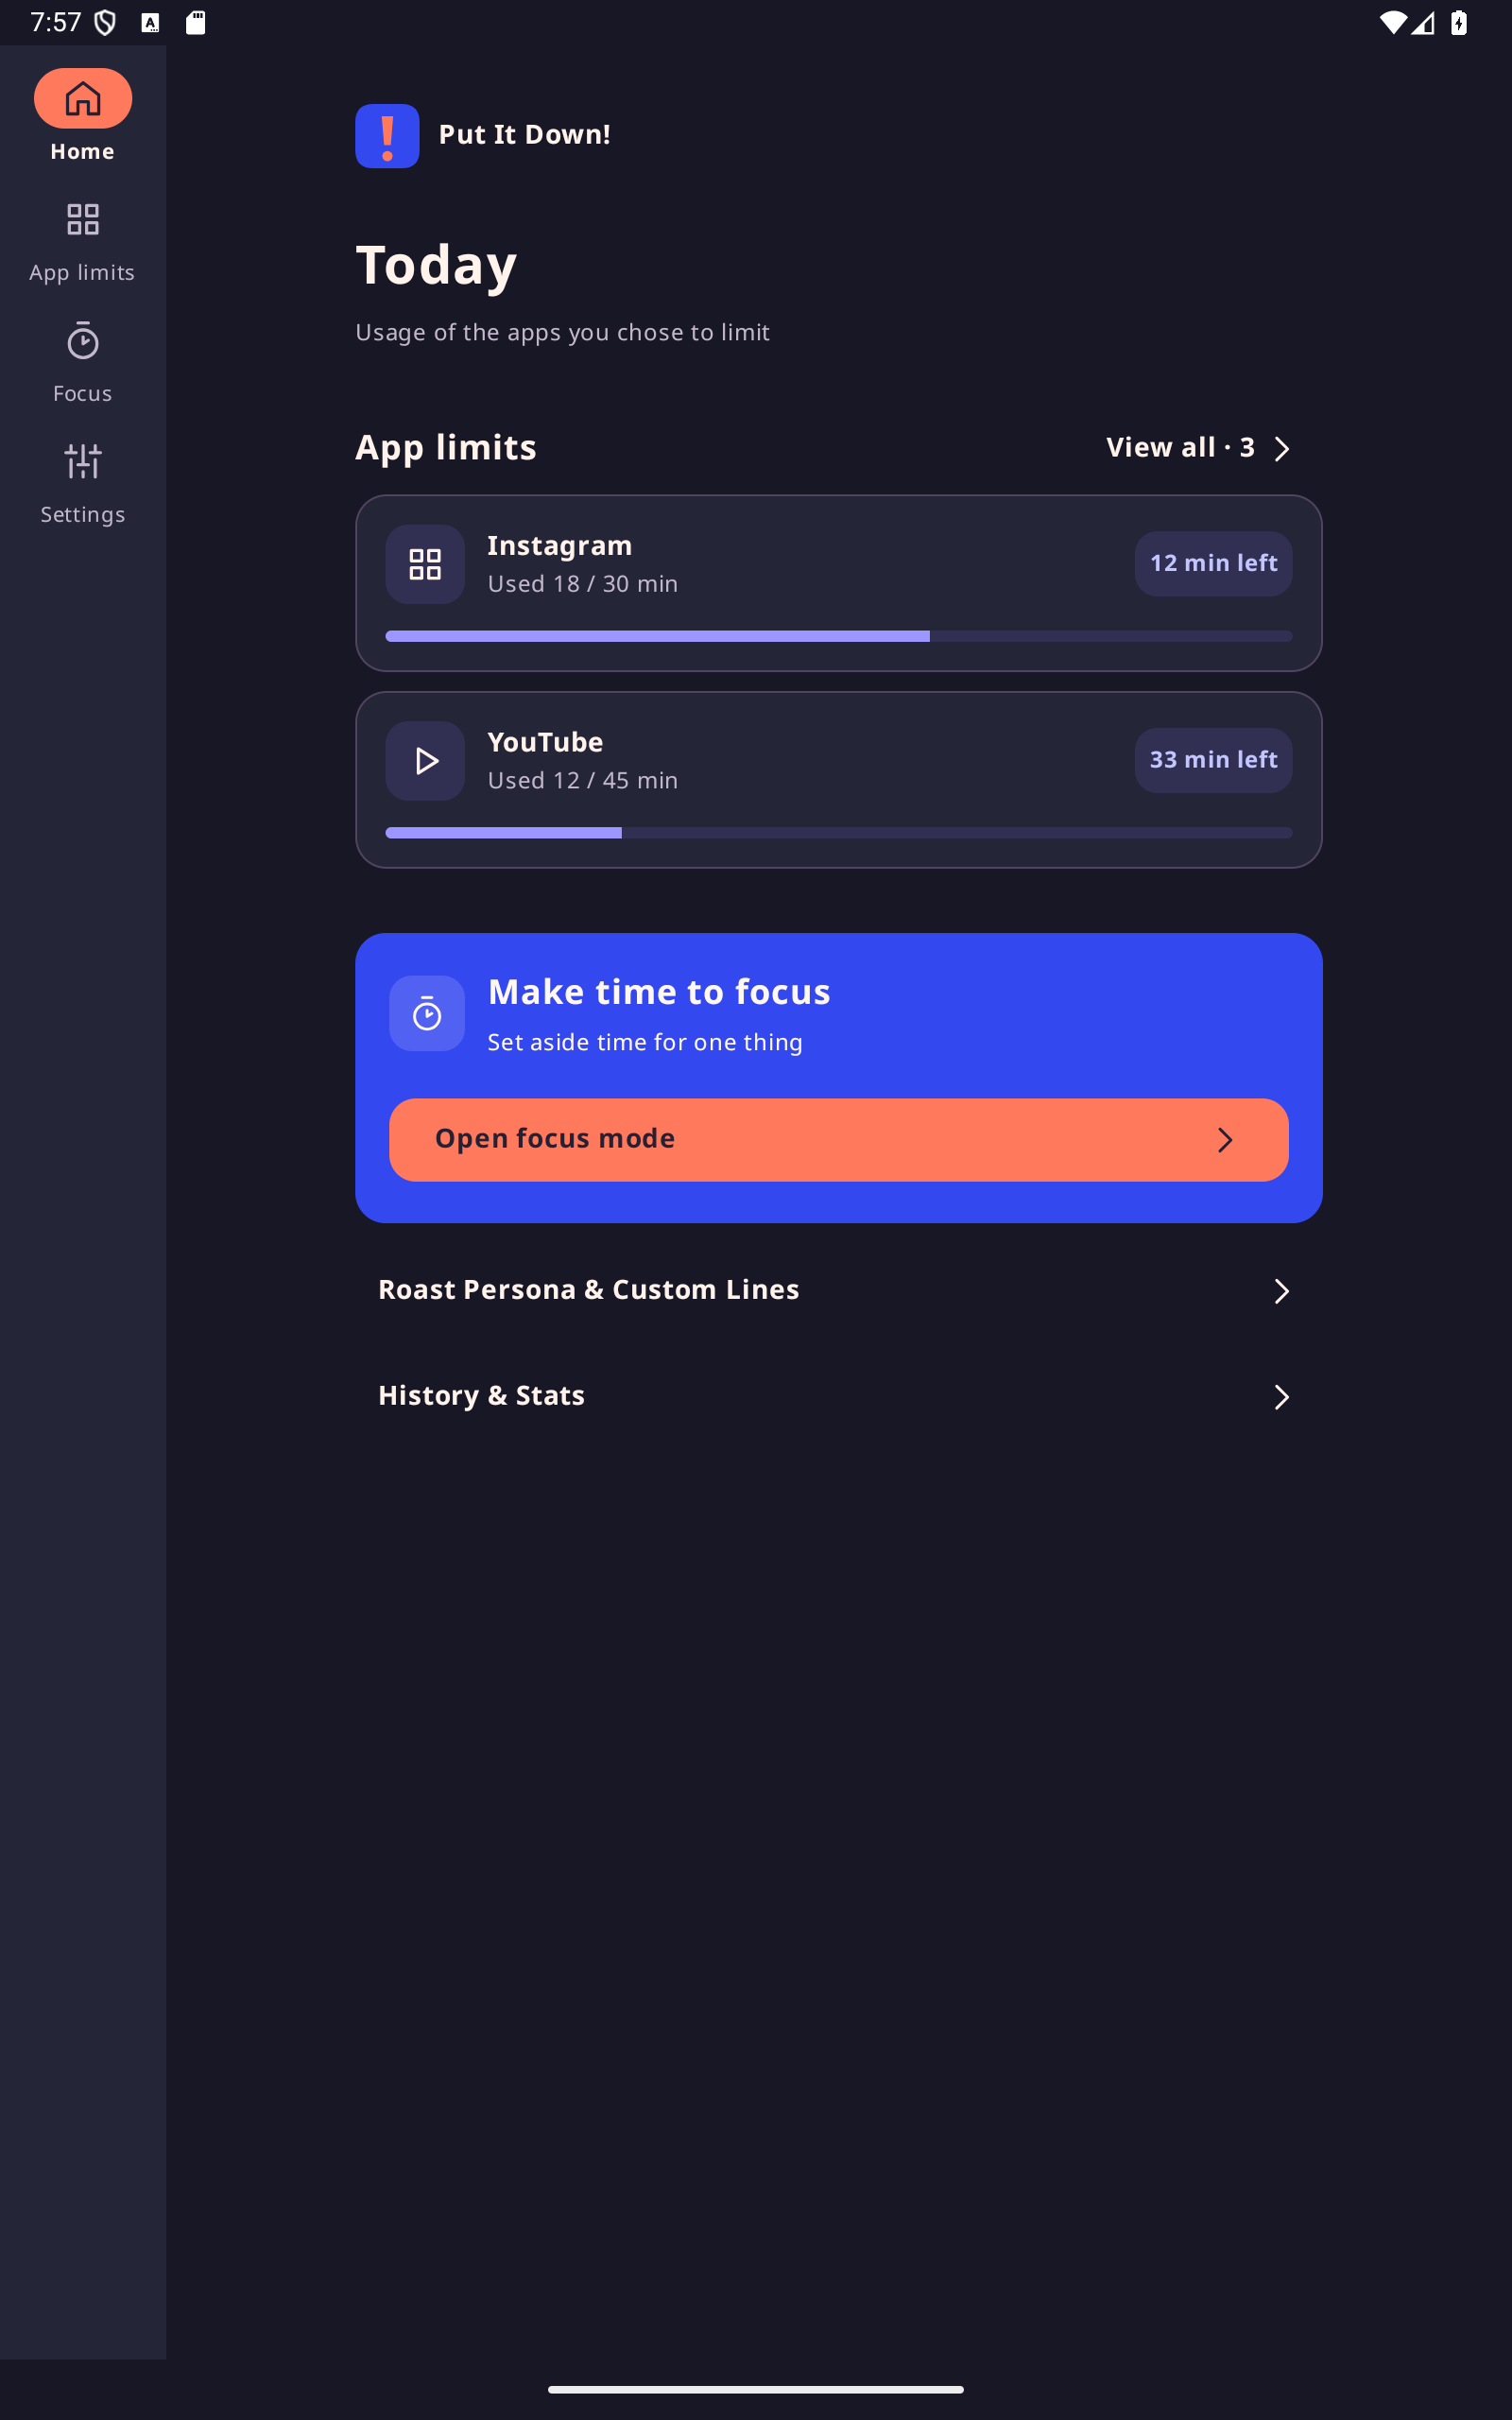 7:57
Home
App limits
Focus
Settings
Put It Down!
Today
Usage of the apps you chose to limit
App limits
View all · 3
Instagram
Used 18 / 30 min
12 min left
YouTube
Used 12 / 45 min
33 min left
Make time to focus
Set aside time for one thing
Open focus mode
Roast Persona & Custom Lines
History & Stats